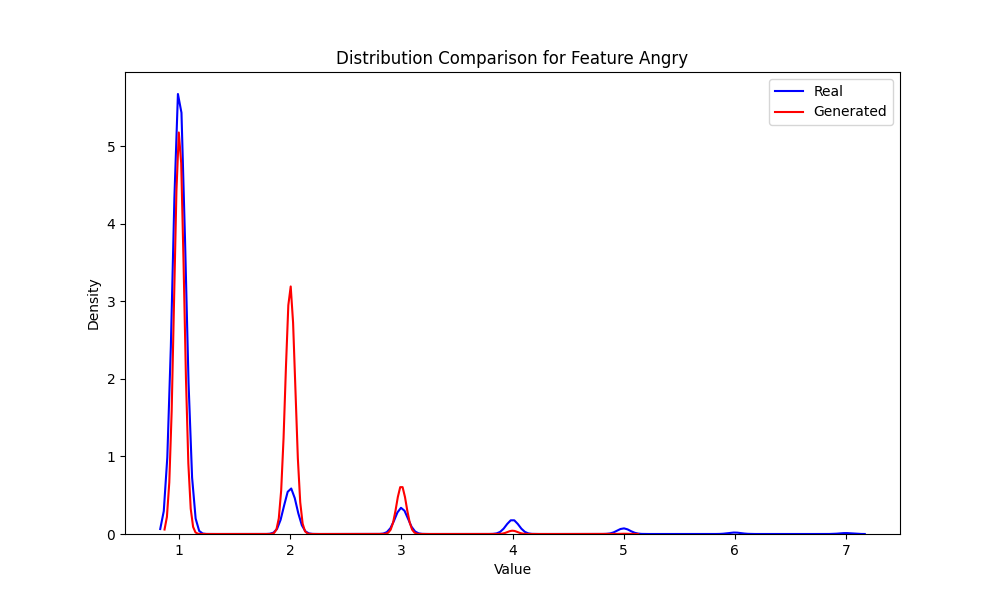 Distribution Comparison for Feature Angry
Real
Generated
Density
5
4
3
2
1
0
1 2 3 4 5 6 7
Value